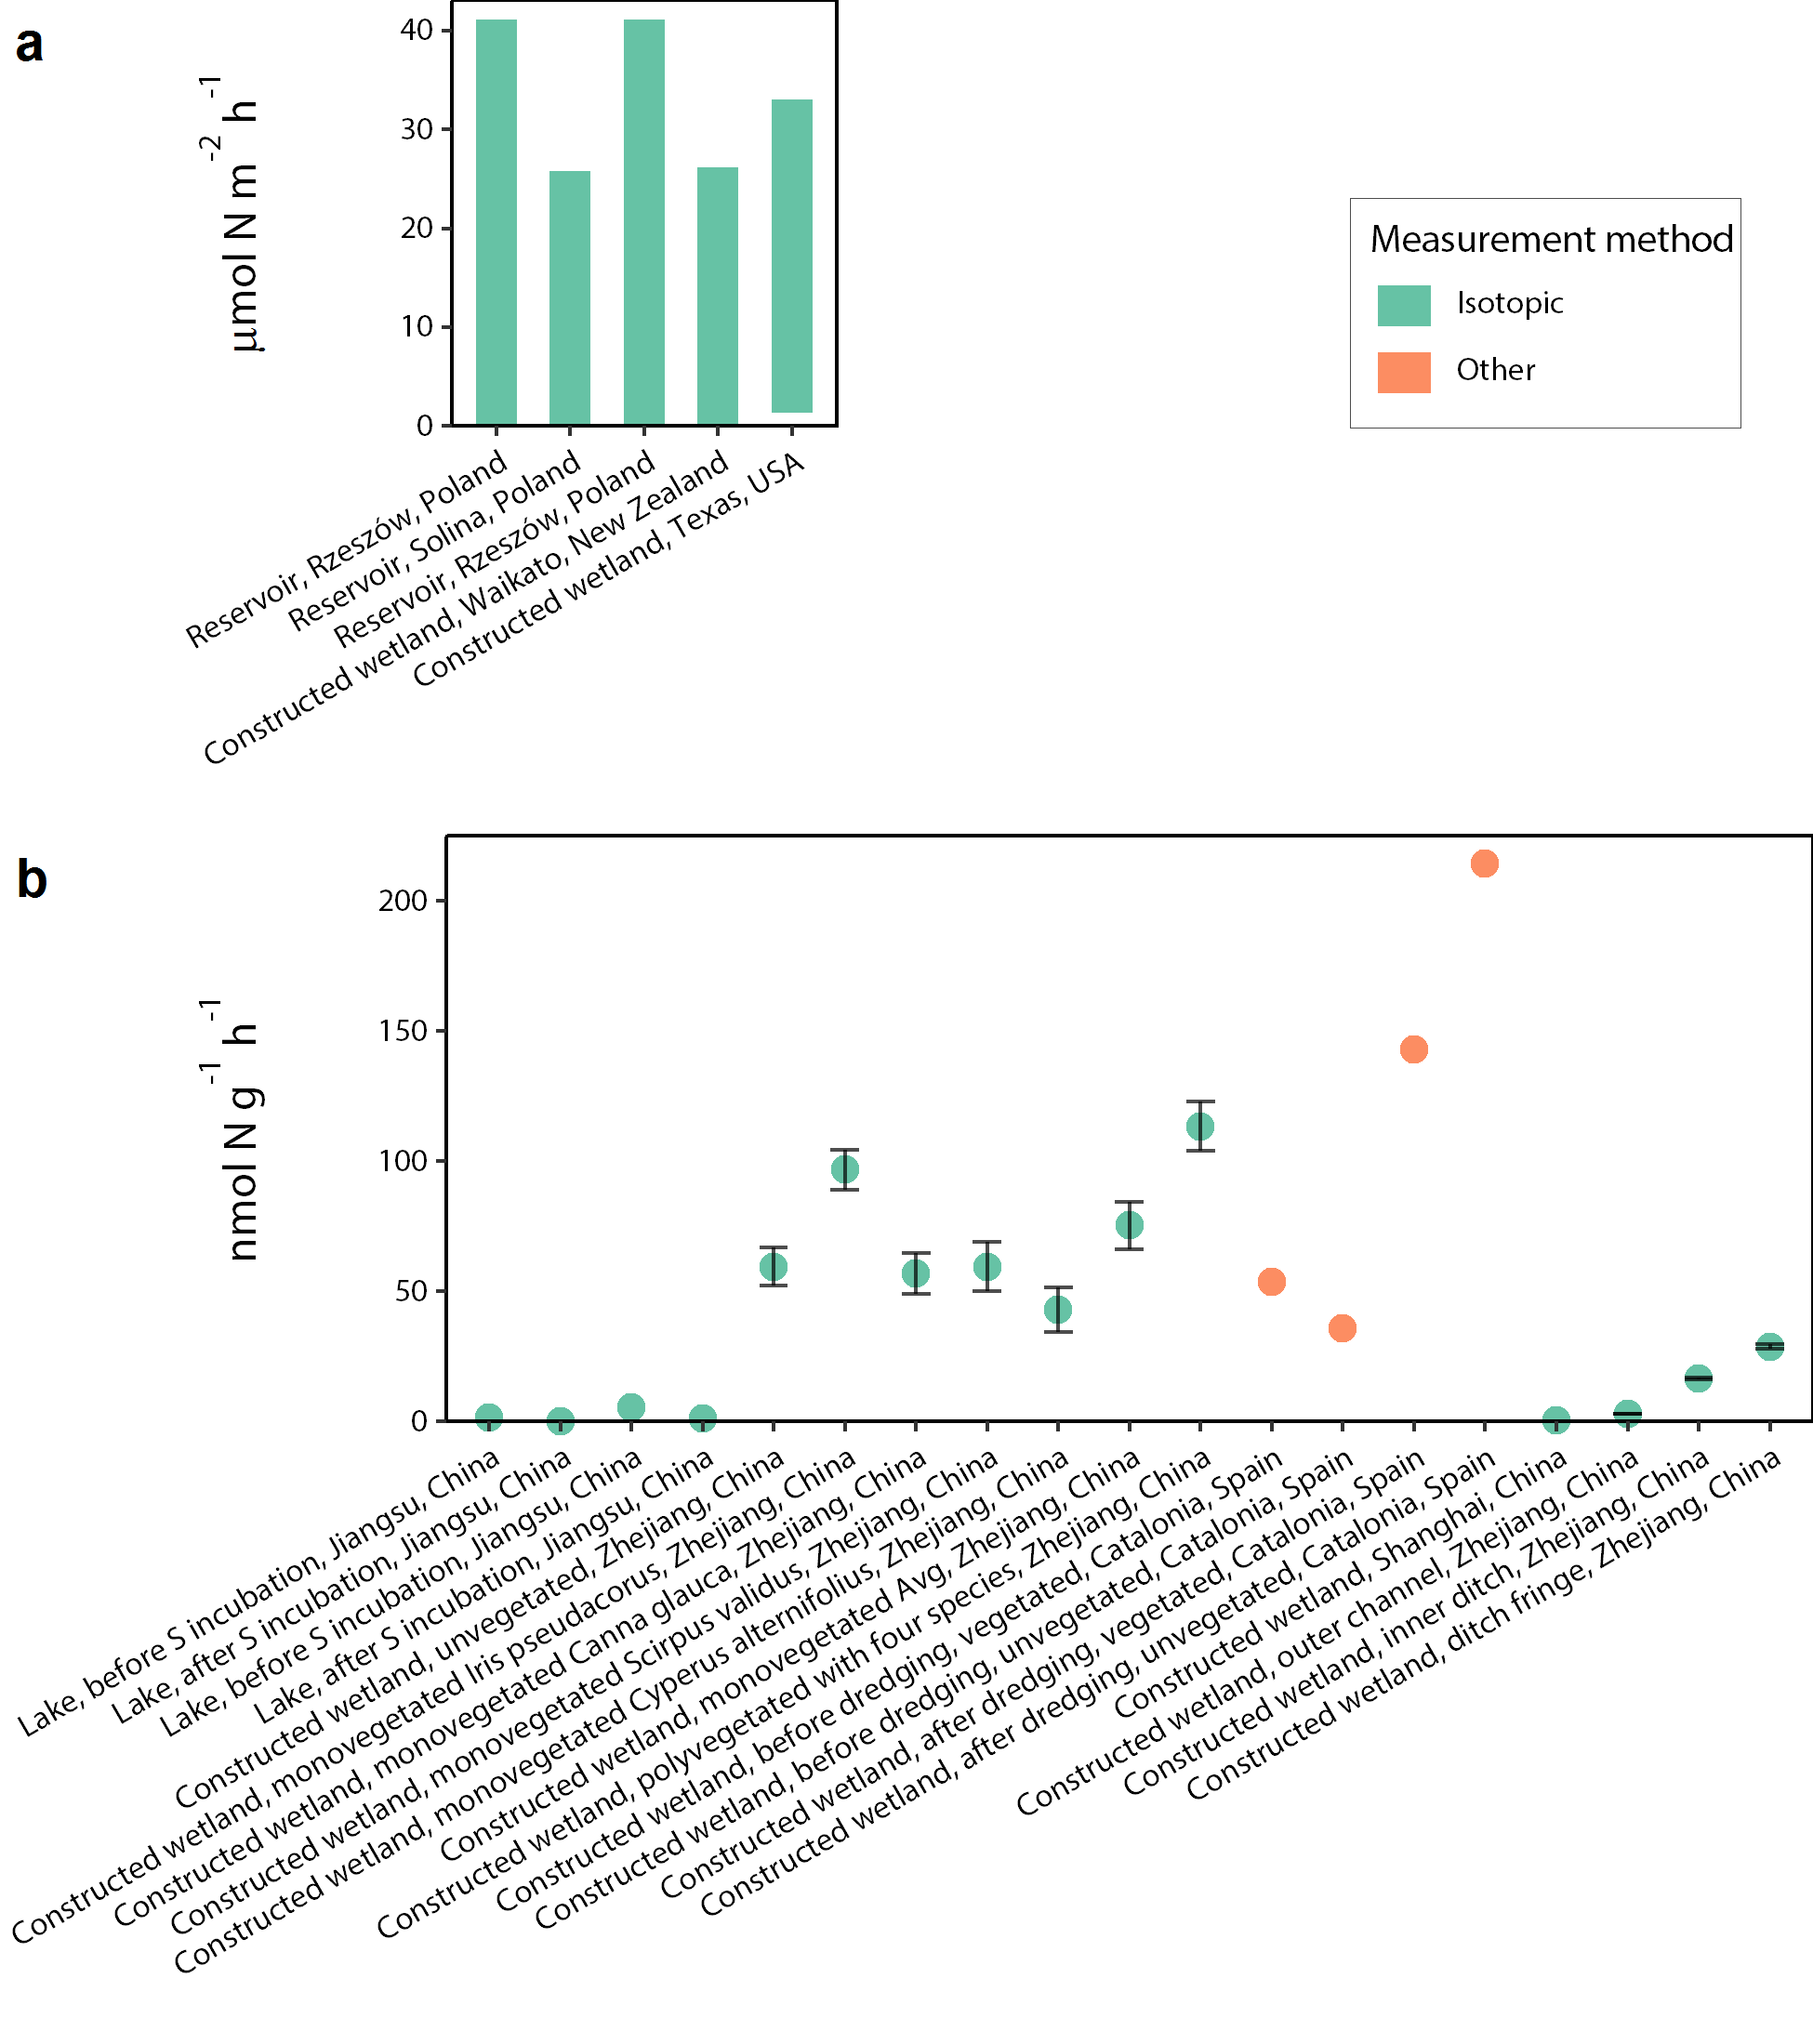 a
μmol N m -2 h -1
40
30
20
10
0
Reservoir, Rzeszów, Poland
Reservoir, Solina, Poland
Reservoir, Rzeszów, Poland
Constructed wetland, Waikato, New Zealand
Constructed wetland, Texas, USA
Measurement method
Isotopic
Other
b
nmol N g -1 h -1
200
150
100
50
0
Lake, before S incubation, Jiangsu, China
Lake, after S incubation, Jiangsu, China
Lake, before S incubation, Jiangsu, China
Lake, after S incubation, Jiangsu, China
Constructed wetland, unvegetated, Zhejiang, China
Constructed wetland, monovegetated Iris pseudacorus, Zhejiang, China
Constructed wetland, monovegetated Canna glauca, Zhejiang, China
Constructed wetland, monovegetated Scirpus validus, Zhejiang, China
Constructed wetland, monovegetated Cyperus alternifolius, Zhejiang, China
Constructed wetland, monovegetated Avg, Zhejiang, China
Constructed wetland, polyvegetated with four species, Zhejiang, China
Constructed wetland, before dredging, vegetated, Catalonia, Spain
Constructed wetland, before dredging, unvegetated, Catalonia, Spain
Constructed wetland, after dredging, vegetated, Catalonia, Spain
Constructed wetland, after dredging, unvegetated, Catalonia, Spain
Constructed wetland, Shanghai, China
Constructed wetland, outer channel, Zhejiang, China
Constructed wetland, inner ditch, Zhejiang, China
Constructed wetland, ditch fringe, Zhejiang, China